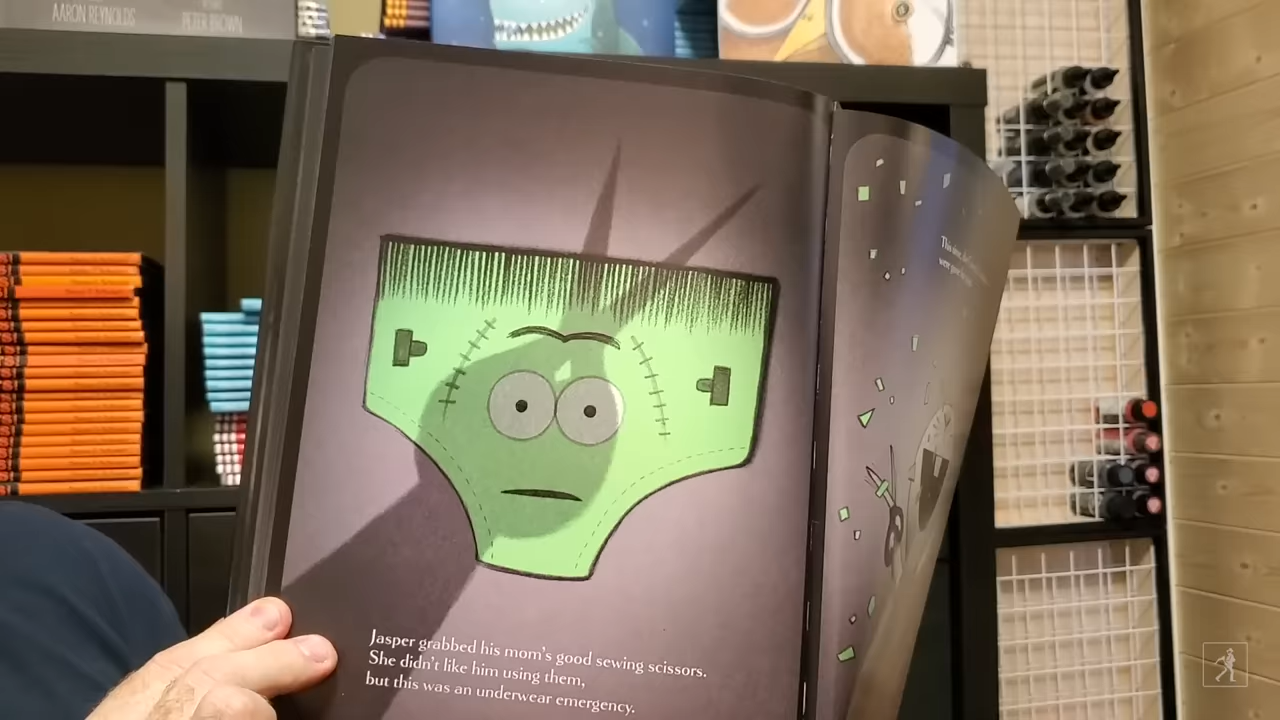 AARON REYNOLDS
PETER BROWN
Jasper grabbed his mom's good sewing scissors.
She didn't like him using them,
but this was an underwear emergency.